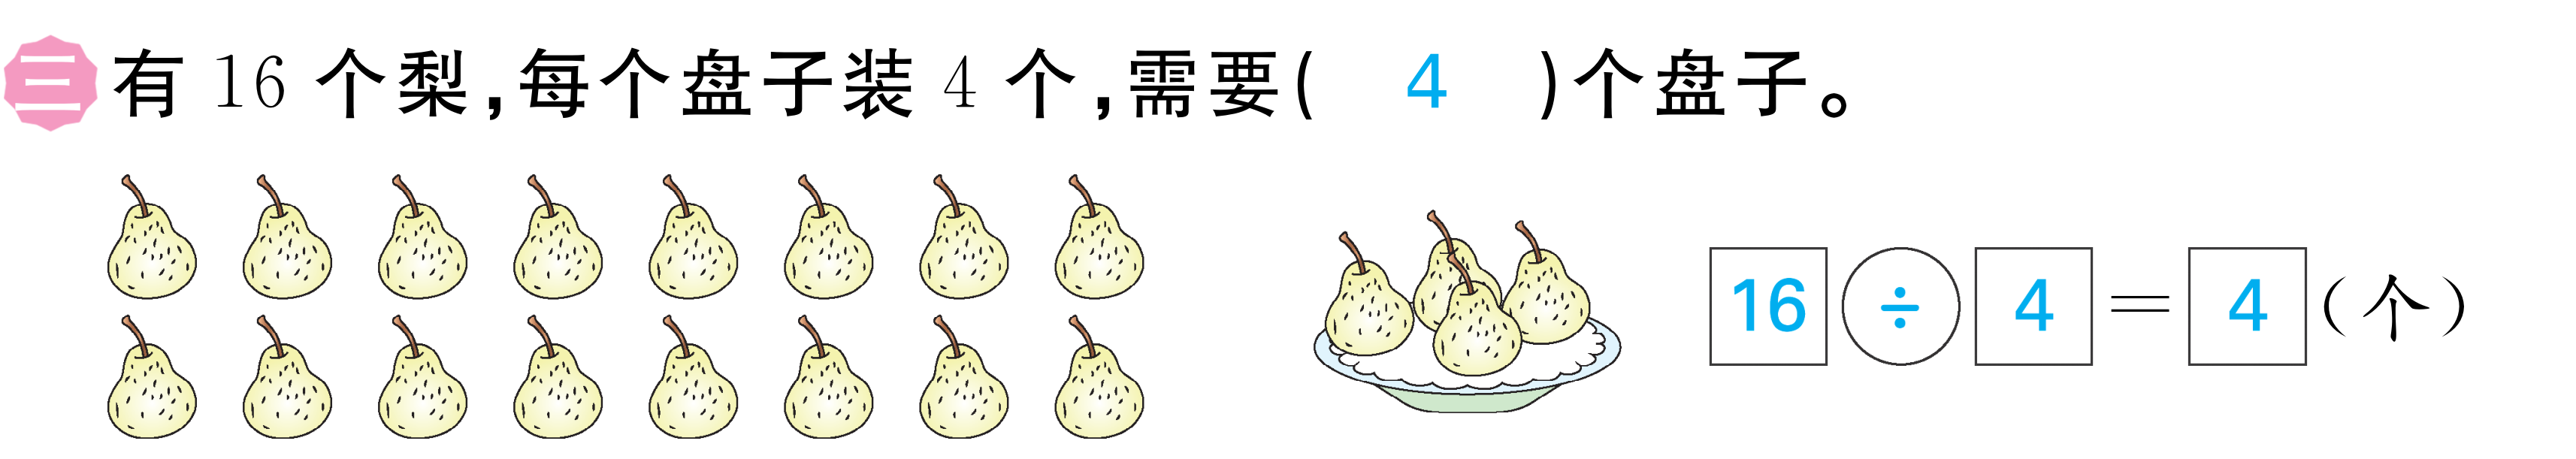 三 有 16 个梨,每个盘子装 4 个,需要( 4 )个盘子。
16 ÷ 4 = 4 (个)